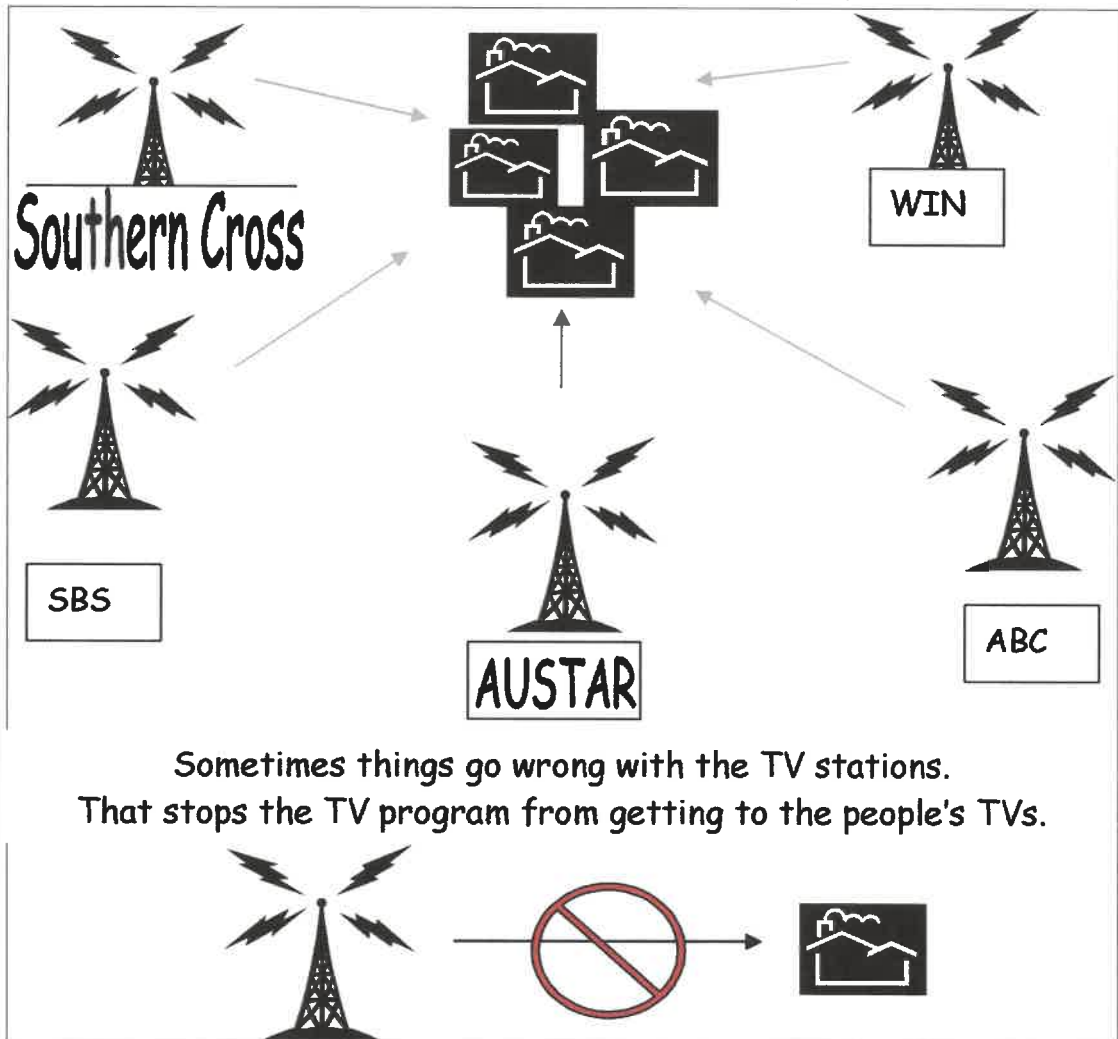 Southern Cross
WIN
SBS
ABC
AUSTAR
Sometimes things go wrong with the TV stations.
That stops the TV program from getting to the people's TVs.